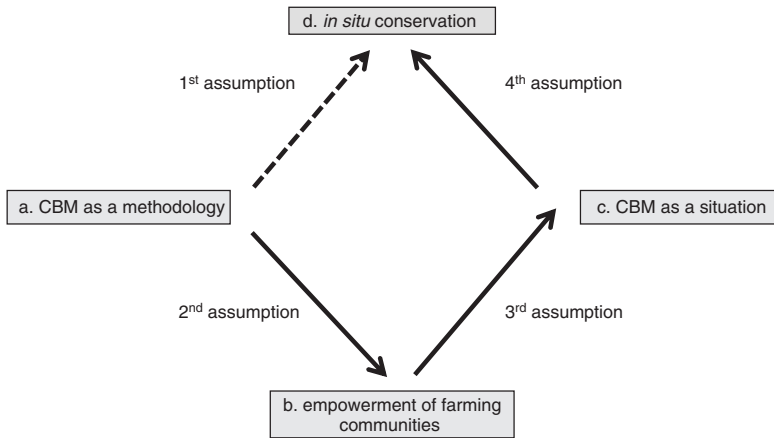 d. in situ conservation
1st assumption
4th assumption
a. CBM as a methodology
c. CBM as a situation
2nd assumption
3rd assumption
b. empowerment of farming
communities